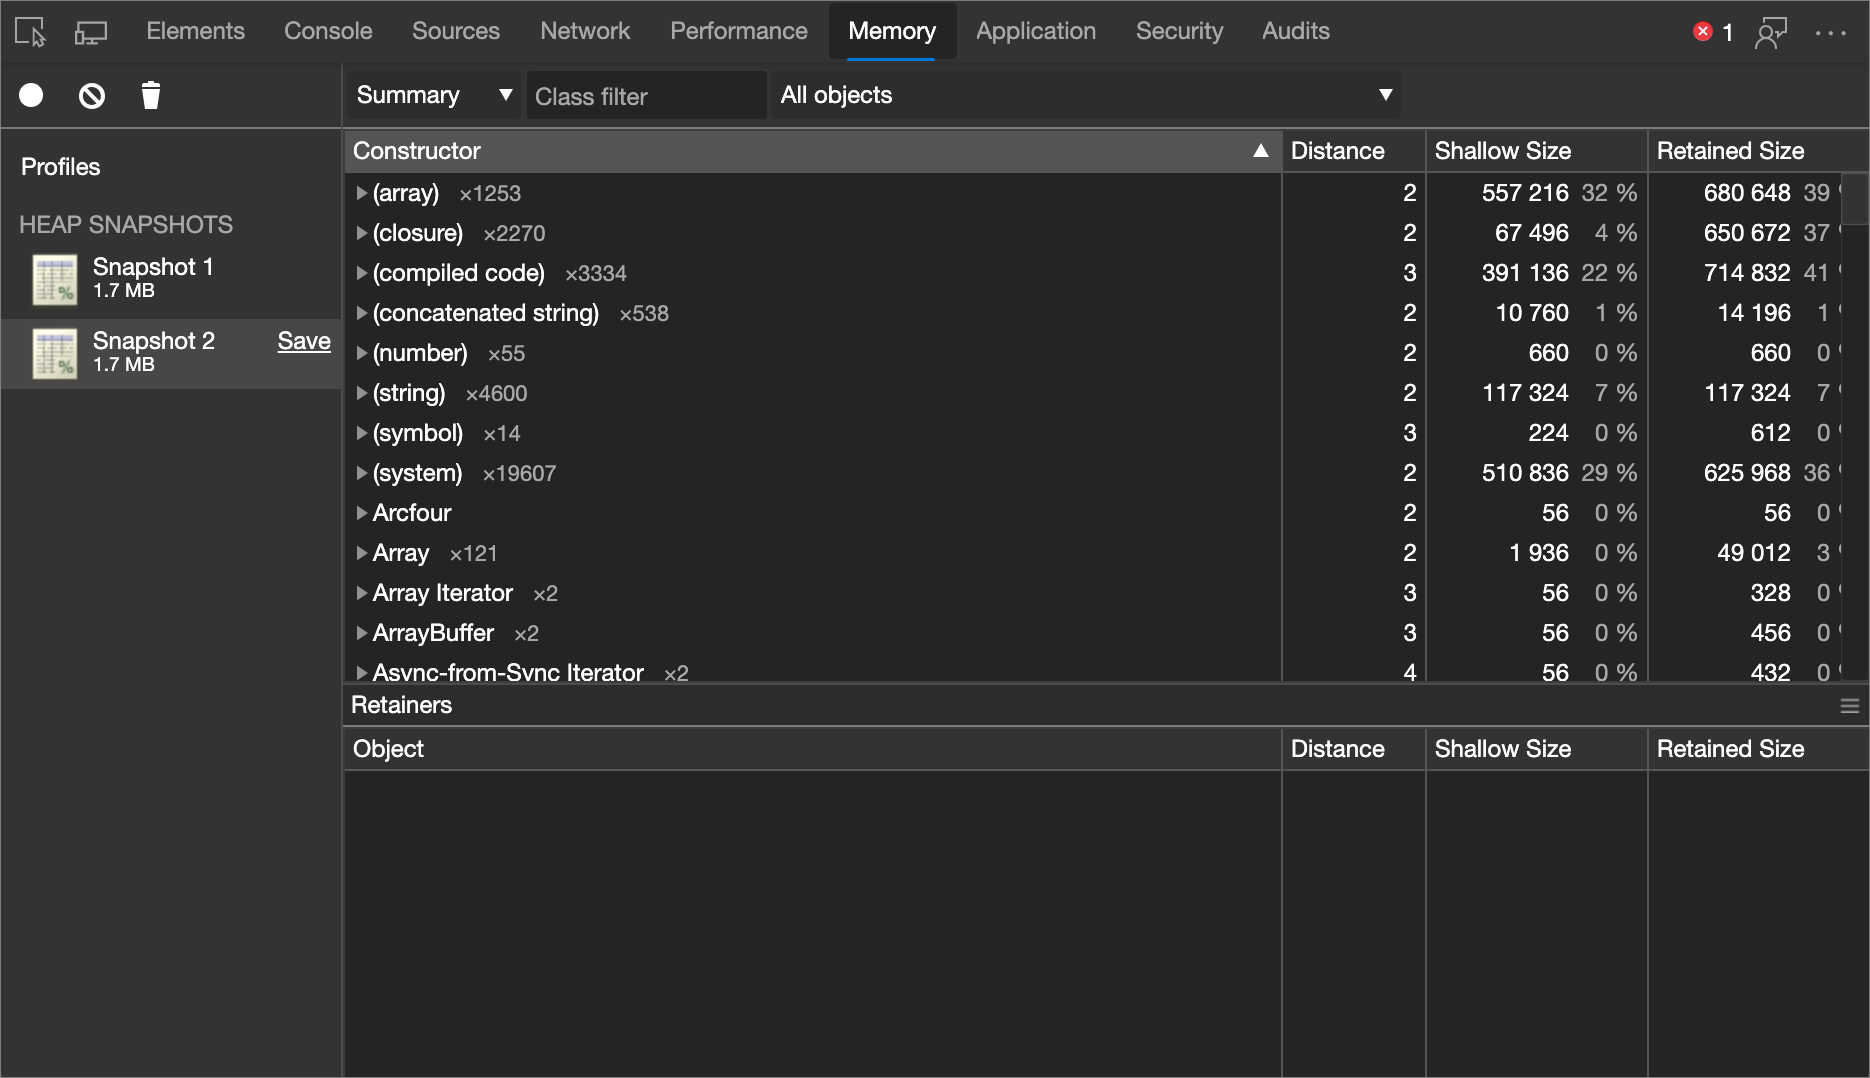 Elements Console Sources Network Performance Memory Application Security Audits 1
Summary Class filter All objects
Profiles
HEAP SNAPSHOTS
Snapshot 1
1.7 MB
Snapshot 2 Save
1.7 MB
Constructor Distance Shallow Size Retained Size
(array) ×1253 2 557 216 32 % 680 648 39
(closure) ×2270 2 67 496 4 % 650 672 37
(compiled code) ×3334 3 391 136 22 % 714 832 41
(concatenated string) ×538 2 10 760 1 % 14 196 1
(number) ×55 2 660 0 % 660 0
(string) ×4600 2 117 324 7 % 117 324 7
(symbol) ×14 3 224 0 % 612 0
(system) ×19607 2 510 836 29 % 625 968 36
Arcfour 2 56 0 % 56 0
Array ×121 2 1 936 0 % 49 012 3
Array Iterator ×2 3 56 0 % 328 0
ArrayBuffer ×2 3 56 0 % 456 0
Async-from-Sync Iterator ×2 4 56 0 % 432 0
Retainers
Object Distance Shallow Size Retained Size